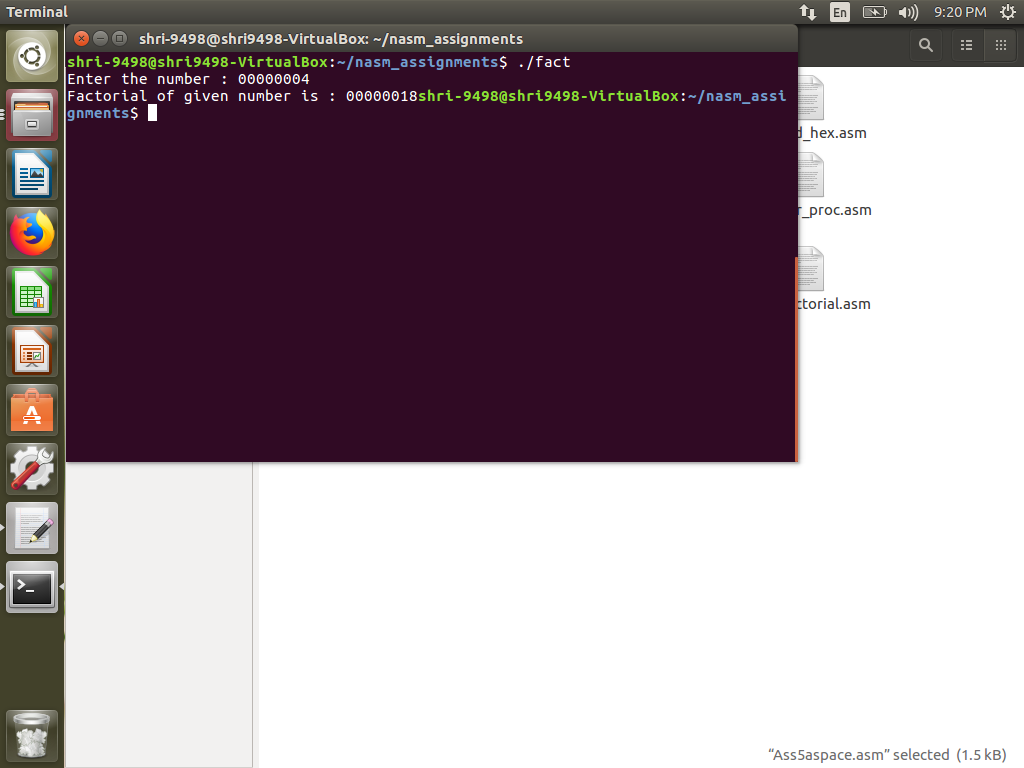 Terminal
En
9:20 PM
shri-9498@shri9498-VirtualBox: ~/nasm_assignments
shri-9498@shri9498-VirtualBox:~/nasm_assignments$ ./fact
Enter the number : 00000004
Factorial of given number is : 00000018shri-9498@shri9498-VirtualBox:~/nasm_assi
gnments$
d_hex.asm
r_proc.asm
ctorial.asm
“Ass5aspace.asm” selected (1.5 kB)